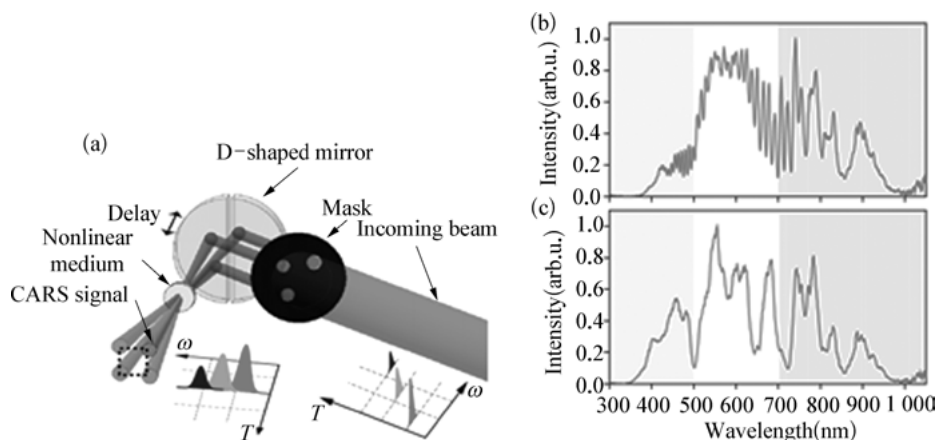 (a)
D-shaped mirror
Delay
Mask
Nonlinear
medium
Incoming beam
CARS signal
ω
T
T
ω
(b)
Intensity(arb.u.)
1.0
0.8
0.6
0.4
0.2
0.0
(c)
Intensity(arb.u.)
1.0
0.8
0.6
0.4
0.2
0.0
300 400 500 600 700 800 900 1 000
Wavelength(nm)